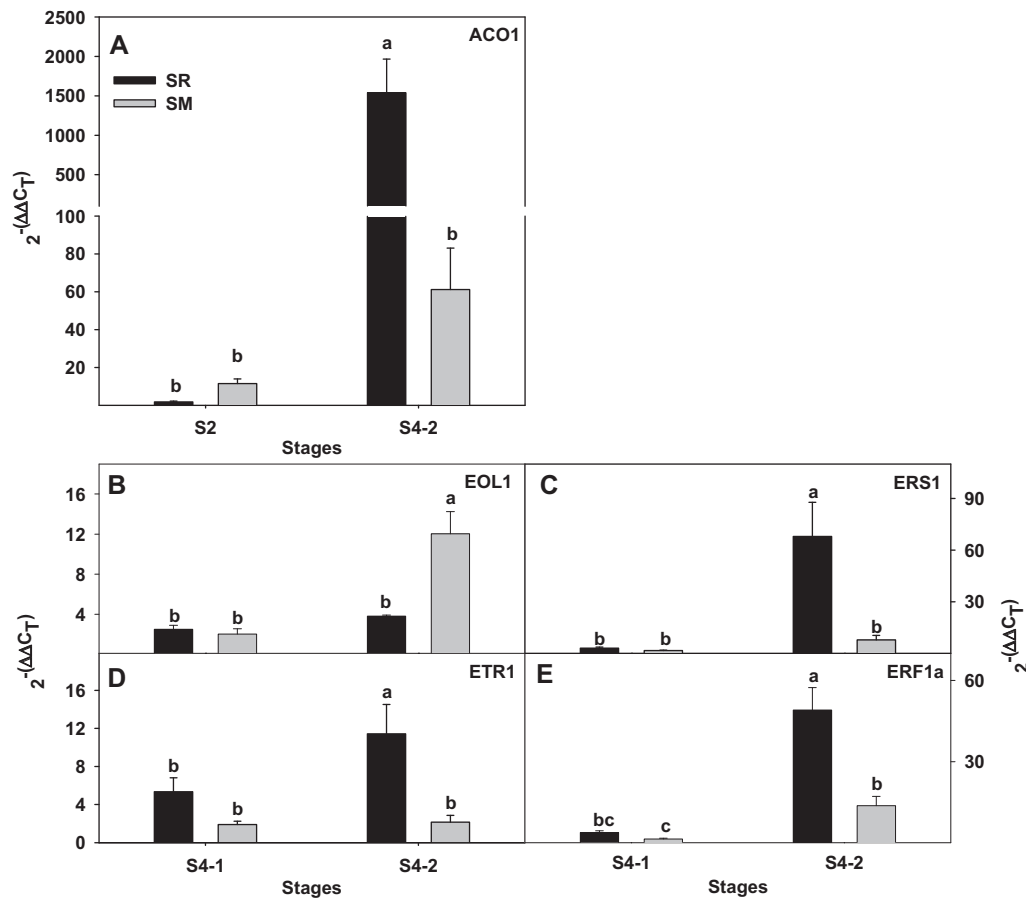 A
ACO1
SR
SM
2500
2000
1500
1000
500
100
80
60
40
20
2-(ΔΔCT)
b
b
a
b
S2
S4-2
Stages
B
EOL1
16
12
8
4
b
b
b
a
C
ERS1
90
60
30
b
b
a
b
2-(ΔΔCT)
2-(ΔΔCT)
D
ETR1
16
12
8
4
0
b
b
a
b
S4-1
S4-2
Stages
E
ERF1a
60
30
bc
c
a
b
S4-1
S4-2
Stages